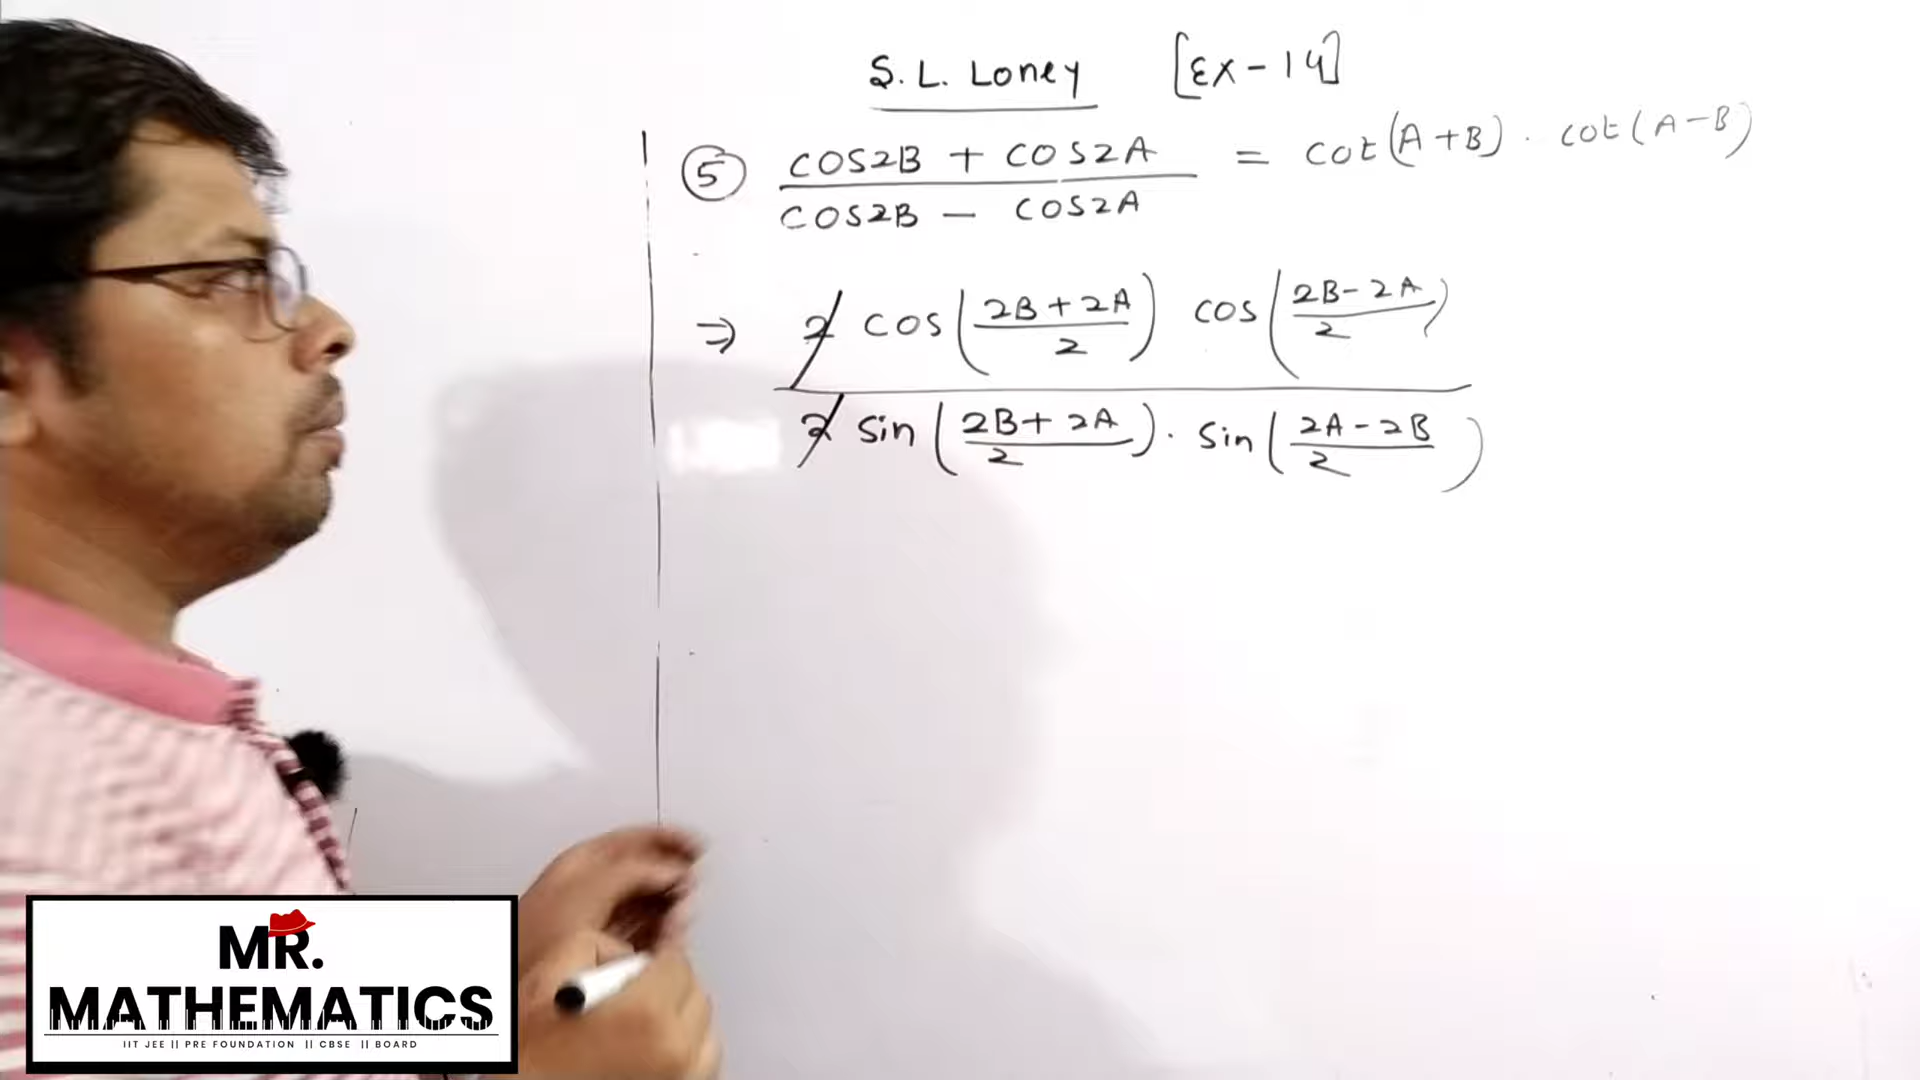 S. L. Loney [Ex - 14]
⑤ (cos2B + cos2A) / (cos2B - cos2A) = cot(A+B) · cot(A-B)
⇒ 2 cos((2B+2A)/2) cos((2B-2A)/2)
2 sin((2B+2A)/2) · sin((2A-2B)/2)
MR.
MATHEMATICS
IIT JEE || PRE FOUNDATION || CBSE || BOARD